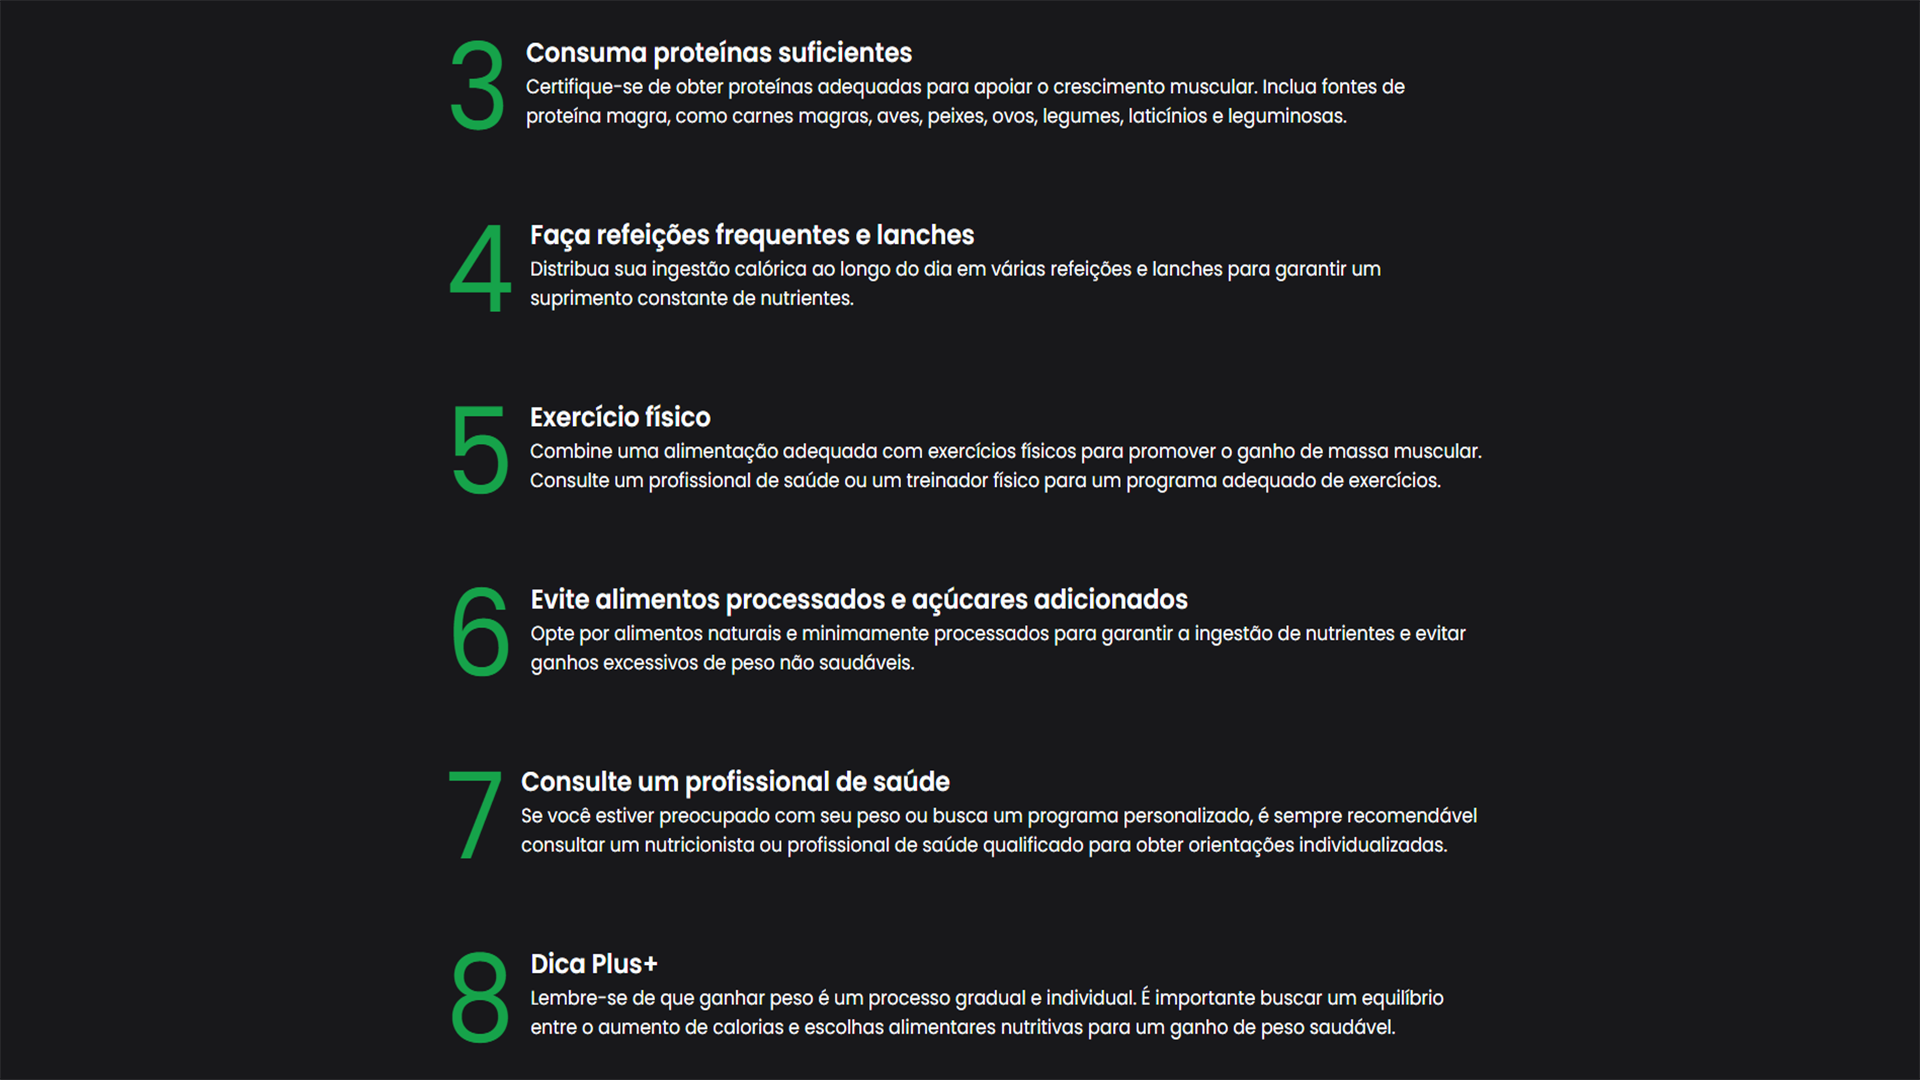 3
Consuma proteínas suficientes
Certifique-se de obter proteínas adequadas para apoiar o crescimento muscular. Inclua fontes de
proteína magra, como carnes magras, aves, peixes, ovos, legumes, laticínios e leguminosas.
4
Faça refeições frequentes e lanches
Distribua sua ingestão calórica ao longo do dia em várias refeições e lanches para garantir um
suprimento constante de nutrientes.
5
Exercício físico
Combine uma alimentação adequada com exercícios físicos para promover o ganho de massa muscular.
Consulte um profissional de saúde ou um treinador físico para um programa adequado de exercícios.
6
Evite alimentos processados e açúcares adicionados
Opte por alimentos naturais e minimamente processados para garantir a ingestão de nutrientes e evitar
ganhos excessivos de peso não saudáveis.
7
Consulte um profissional de saúde
Se você estiver preocupado com seu peso ou busca um programa personalizado, é sempre recomendável
consultar um nutricionista ou profissional de saúde qualificado para obter orientações individualizadas.
8
Dica Plus+
Lembre-se de que ganhar peso é um processo gradual e individual. É importante buscar um equilíbrio
entre o aumento de calorias e escolhas alimentares nutritivas para um ganho de peso saudável.